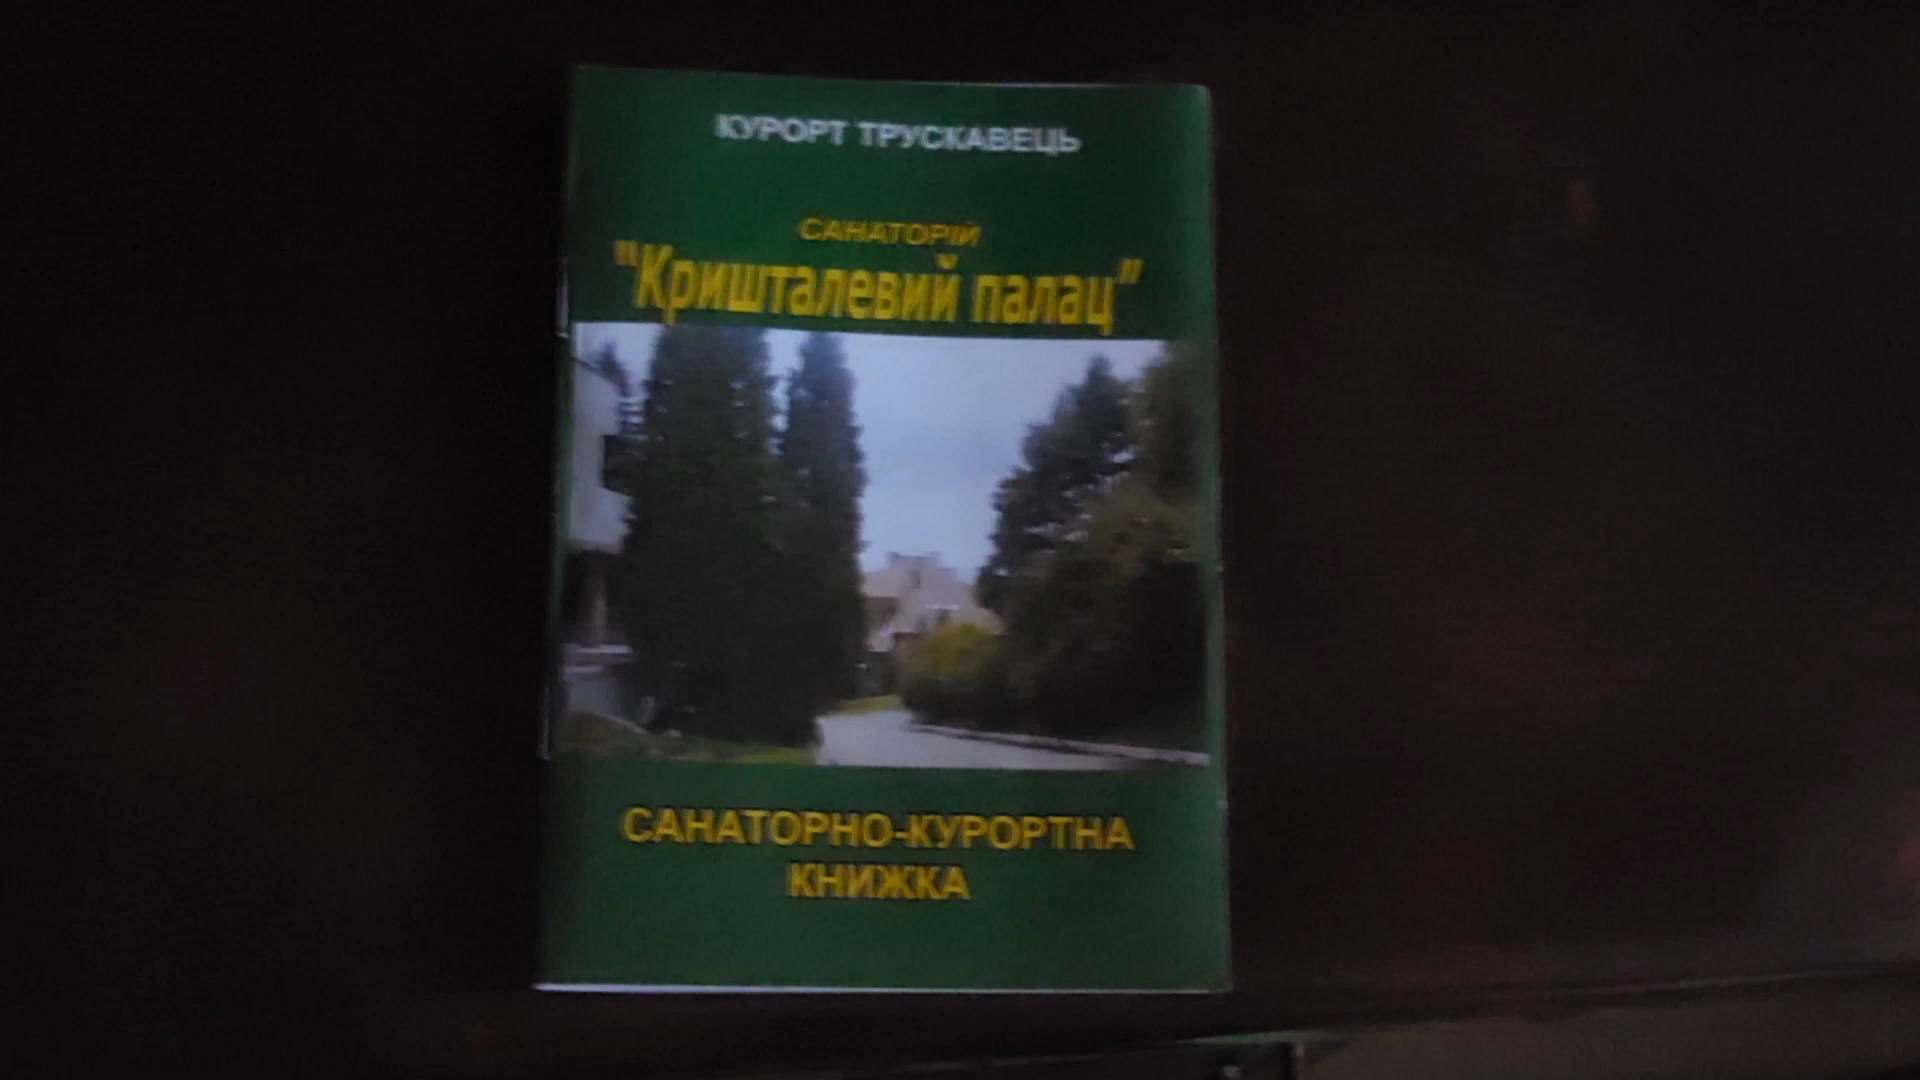 КУРОРТ ТРУСКАВЕЦЬ
САНАТОРІЙ
"Кришталевий палац"
САНАТОРНО-КУРОРТНА
КНИЖКА